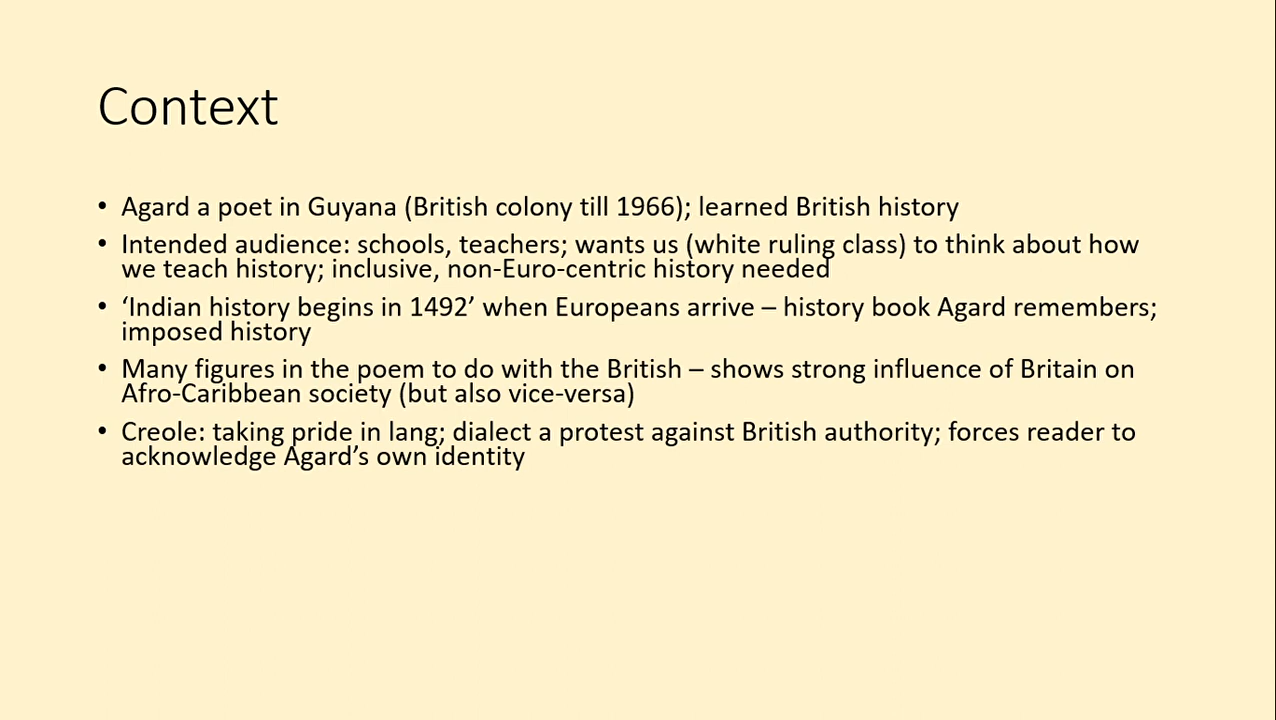 Context
• Agard a poet in Guyana (British colony till 1966); learned British history
• Intended audience: schools, teachers; wants us (white ruling class) to think about how
we teach history; inclusive, non-Euro-centric history needed
• ‘Indian history begins in 1492’ when Europeans arrive – history book Agard remembers;
imposed history
• Many figures in the poem to do with the British – shows strong influence of Britain on
Afro-Caribbean society (but also vice-versa)
• Creole: taking pride in lang; dialect a protest against British authority; forces reader to
acknowledge Agard’s own identity